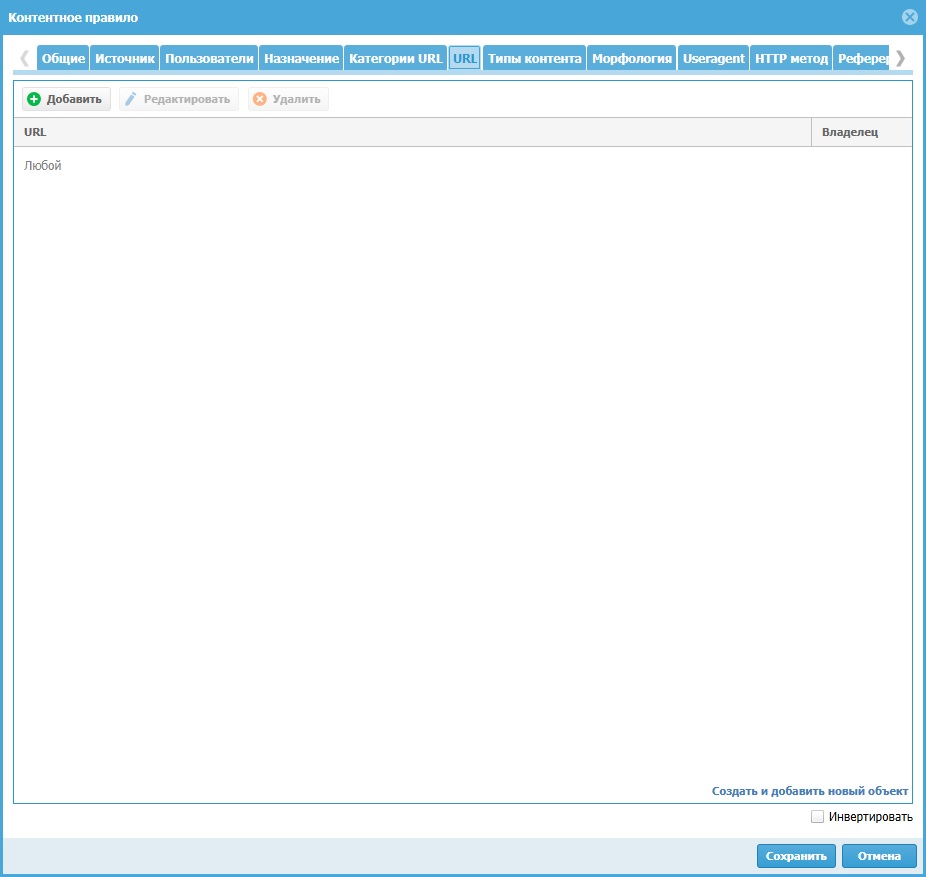 Контентное правило
Общие Источник Пользователи Назначение Категории URL URL Типы контента Морфология Useragent HTTP метод Реферер
Добавить Редактировать Удалить
URL Владелец
Любой
Создать и добавить новый объект
Инвертировать
Сохранить Отмена